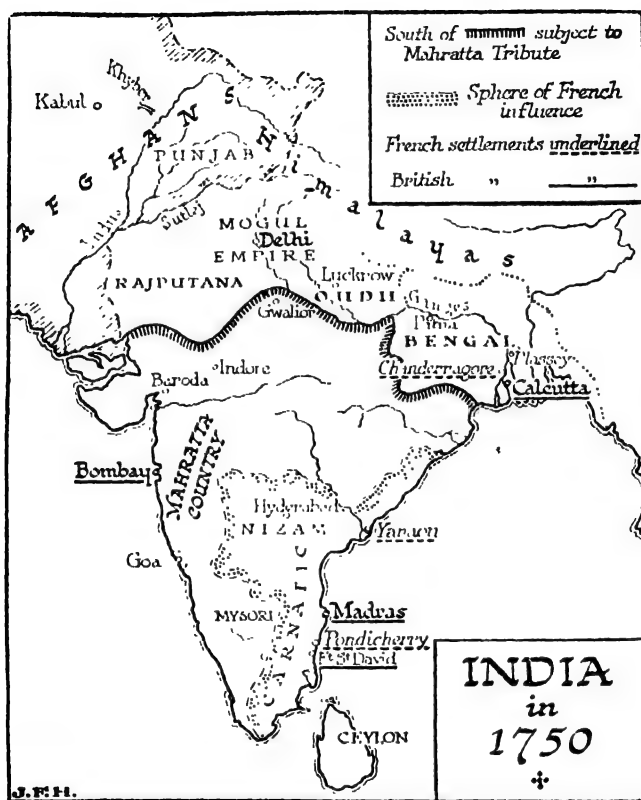 South of subject to
Mahratta Tribute
Sphere of French
influence
French settlements underlined
British " "
Khyber
Kabul
AFGHANS
PUNJAB
Himalayas
Indus
Sutlej
MOGUL
EMPIRE
Delhi
RAJPUTANA
Lucknow
OUDH
Ganges
Gwalior
Patna
BENGAL
Plassey
Chandernagore
Calcutta
Indore
Baroda
MAHRATTA
COUNTRY
Bombay
Hyderabad
NIZAM
Yanaon
Goa
CARNATIC
MYSORE
Madras
Pondicherry
Ft St David
CEYLON
INDIA
in
1750
J.F.H.